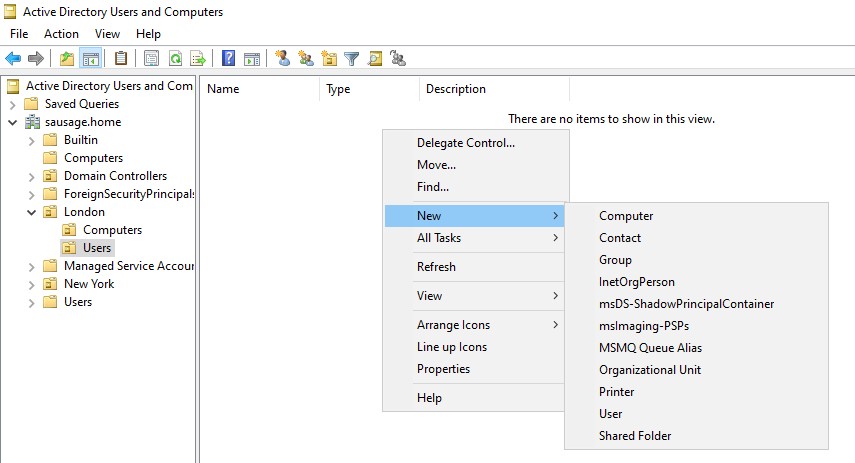 Active Directory Users and Computers
File Action View Help
Active Directory Users and Com
Saved Queries
sausage.home
Builtin
Computers
Domain Controllers
ForeignSecurityPrincipals
London
Computers
Users
Managed Service Accour
New York
Users
Name Type Description
There are no items to show in this view.
Delegate Control...
Move...
Find...
New
All Tasks
Refresh
View
Arrange Icons
Line up Icons
Properties
Help
Computer
Contact
Group
InetOrgPerson
msDS-ShadowPrincipalContainer
msImaging-PSPs
MSMQ Queue Alias
Organizational Unit
Printer
User
Shared Folder